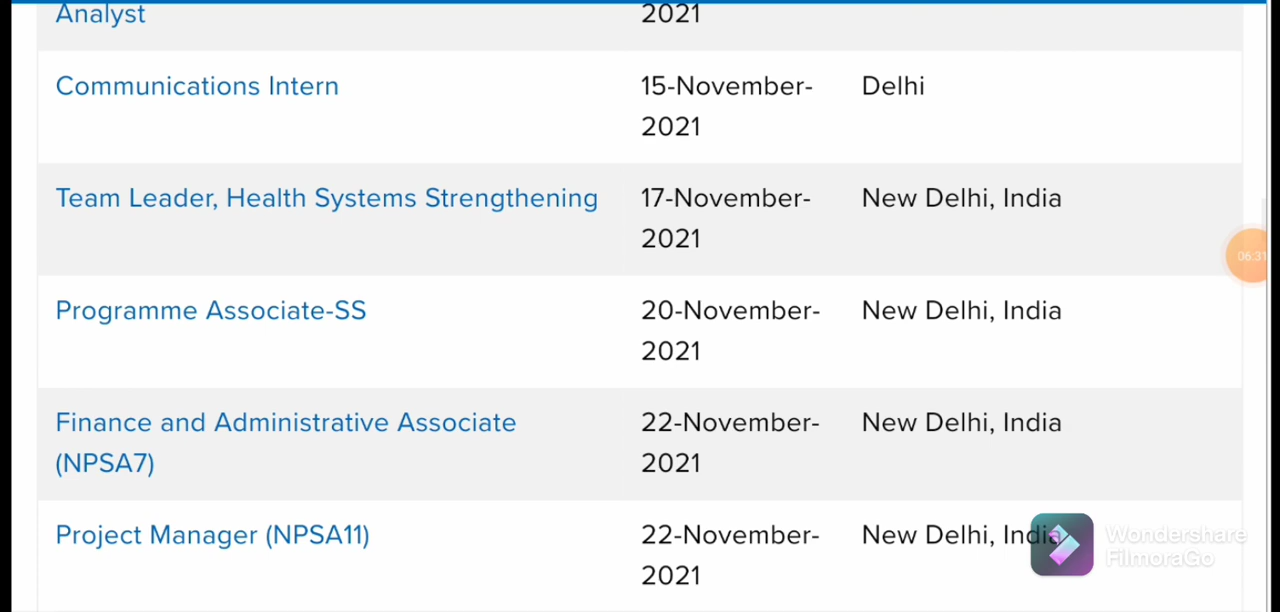 Analyst 2021
Communications Intern 15-November- Delhi
2021
Team Leader, Health Systems Strengthening 17-November- New Delhi, India
2021
Programme Associate-SS 20-November- New Delhi, India
2021
Finance and Administrative Associate 22-November- New Delhi, India
(NPSA7) 2021
Project Manager (NPSA11) 22-November- New Delhi, India
2021
06:31
Wondershare
FilmoraGo